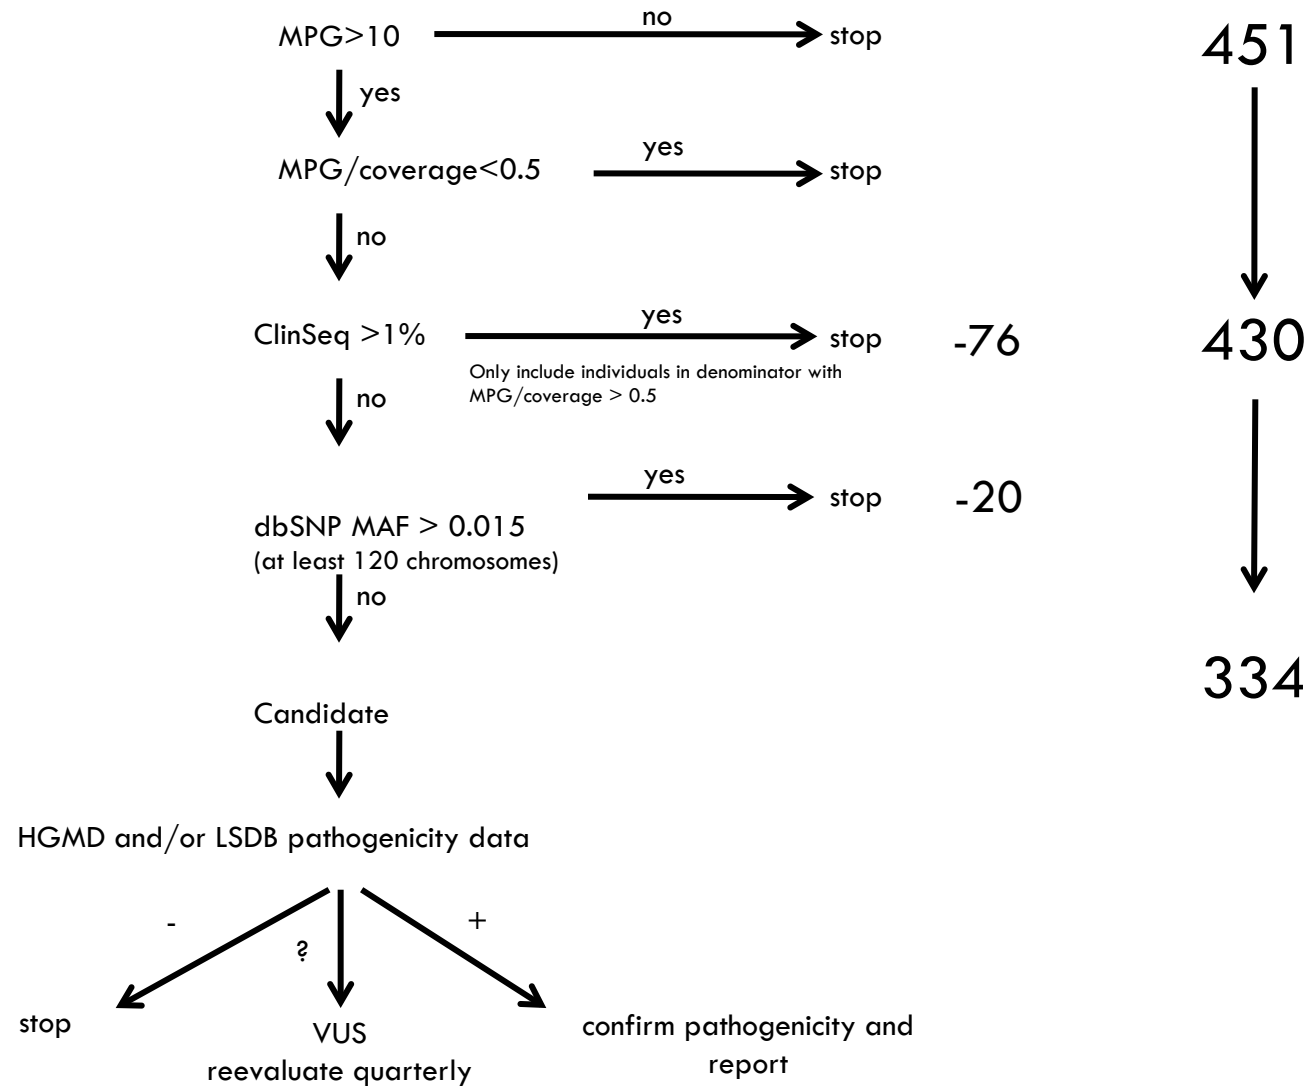 no
MPG>10
stop
451
yes
MPG/coverage<0.5
yes
stop
no
ClinSeq >1%
yes
stop
-76
430
Only include individuals in denominator with
MPG/coverage > 0.5
no
yes
stop
-20
dbSNP MAF > 0.015
(at least 120 chromosomes)
no
334
Candidate
HGMD and/or LSDB pathogenicity data
-
?
+
stop
VUS
reevaluate quarterly
confirm pathogenicity and
report